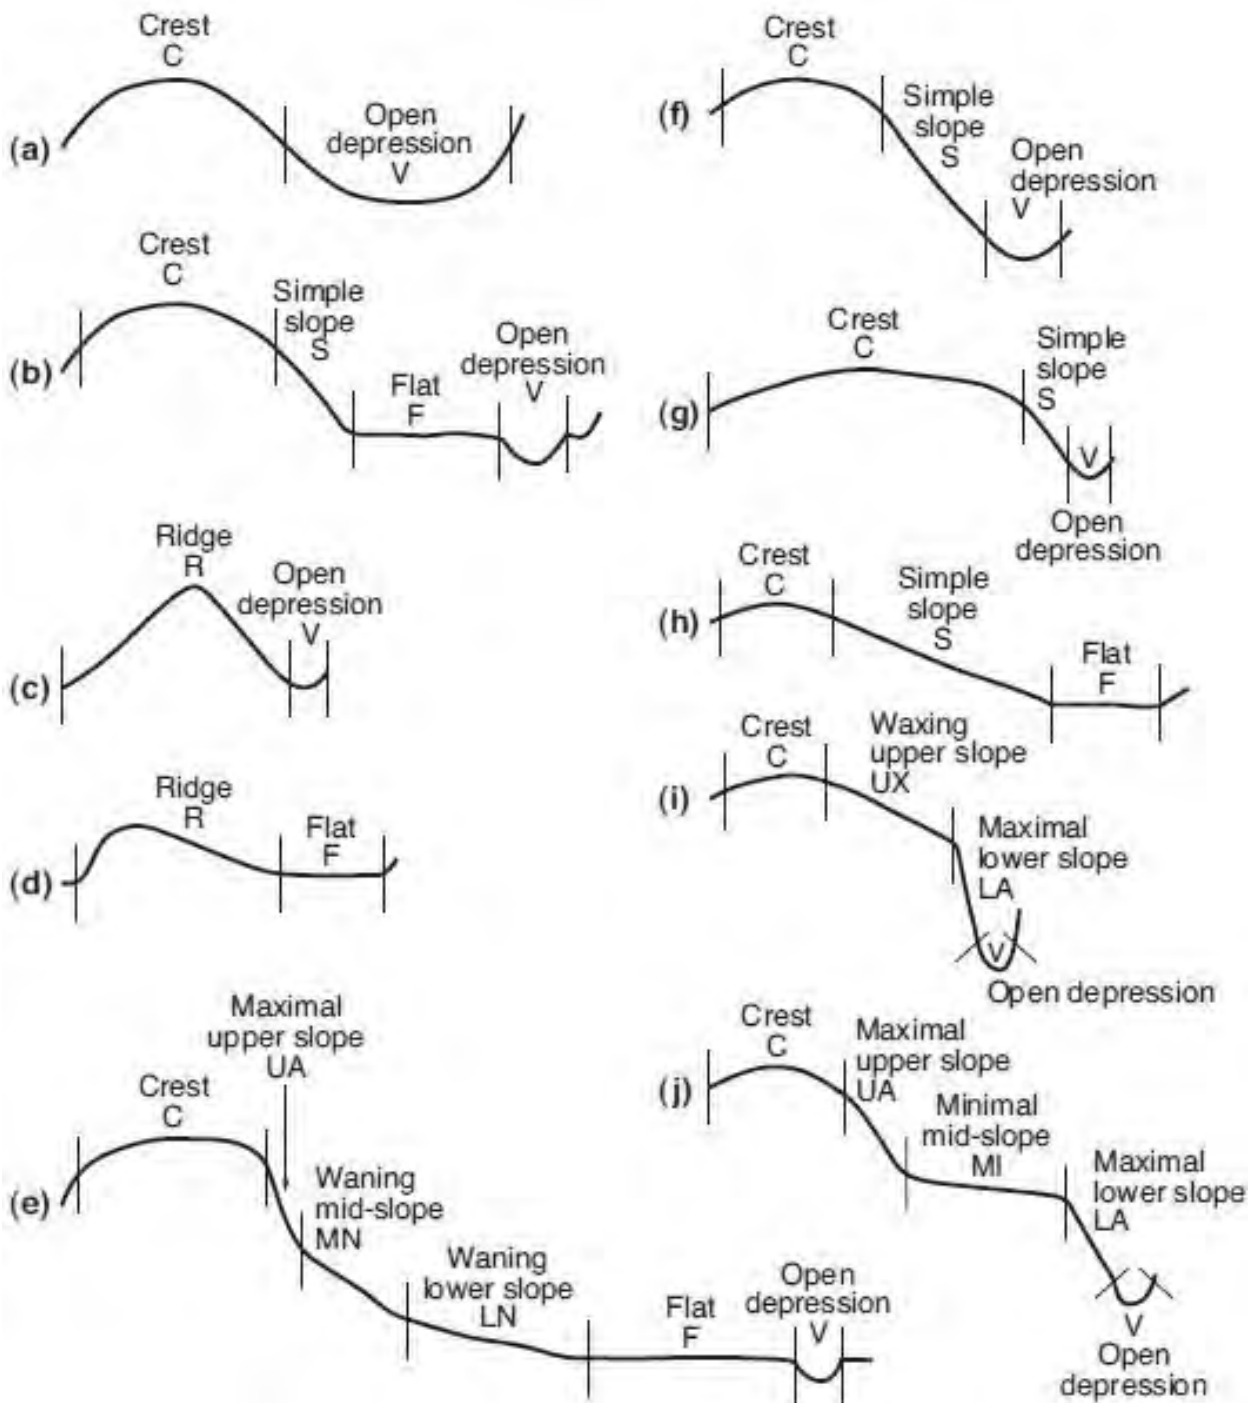 Crest
C
(a)
Open
depression
V
Crest
C
(b)
Simple
slope
S
Flat
F
Open
depression
V
(c)
Ridge
R
Open
depression
V
(d)
Ridge
R
Flat
F
(e)
Crest
C
Maximal
upper slope
UA
Waning
mid-slope
MN
Waning
lower slope
LN
Flat
F
Open
depression
V
(f)
Crest
C
Simple
slope
S
Open
depression
V
(g)
Crest
C
Simple
slope
S
V
Open
depression
(h)
Crest
C
Simple
slope
S
Flat
F
(i)
Crest
C
Waxing
upper slope
UX
Maximal
lower slope
LA
V
Open depression
(j)
Crest
C
Maximal
upper slope
UA
Minimal
mid-slope
MI
Maximal
lower slope
LA
V
Open
depression